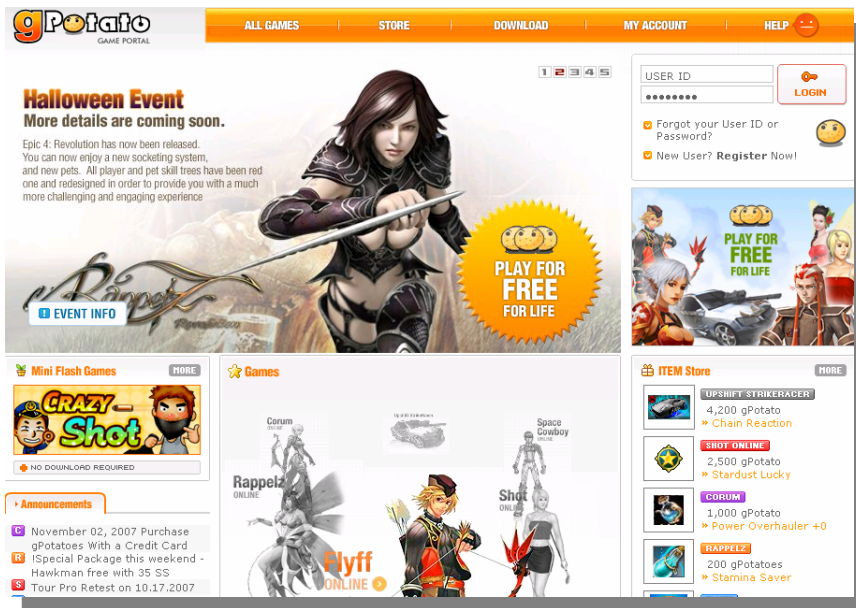 gPotato
GAME PORTAL
ALL GAMES
STORE
DOWNLOAD
MY ACCOUNT
HELP
1 2 3 4 5
Halloween Event
More details are coming soon.
Epic 4: Revolution has now been released.
You can now enjoy a new socketing system,
and new pets. All player and pet skill trees have been red
one and redesigned in order to provide you with a much
more challenging and engaging experience
Rappelz
EVENT INFO
PLAY FOR
FREE
FOR LIFE
USER ID
LOGIN
Forgot your User ID or
Password?
New User? Register Now!
PLAY FOR
FREE
FOR LIFE
Mini Flash Games
MORE
CRAZY
Shot
NO DOWNLOAD REQUIRED
Announcements
C November 02, 2007 Purchase
gPotatoes With a Credit Card
R !Special Package this weekend -
Hawkman free with 35 SS
S Tour Pro Retest on 10.17.2007
Games
Corum
ONLINE
Upshift StrikeRacer
Space
Cowboy
ONLINE
Rappelz
ONLINE
Shot
ONLINE
Flyff
ONLINE
ITEM Store
MORE
UPSHIFT STRIKERACER
4,200 gPotato
» Chain Reaction
SHOT ONLINE
2,500 gPotato
» Stardust Lucky
CORUM
1,000 gPotato
» Power Overhauler +0
RAPPELZ
200 gPotatoes
» Stamina Saver